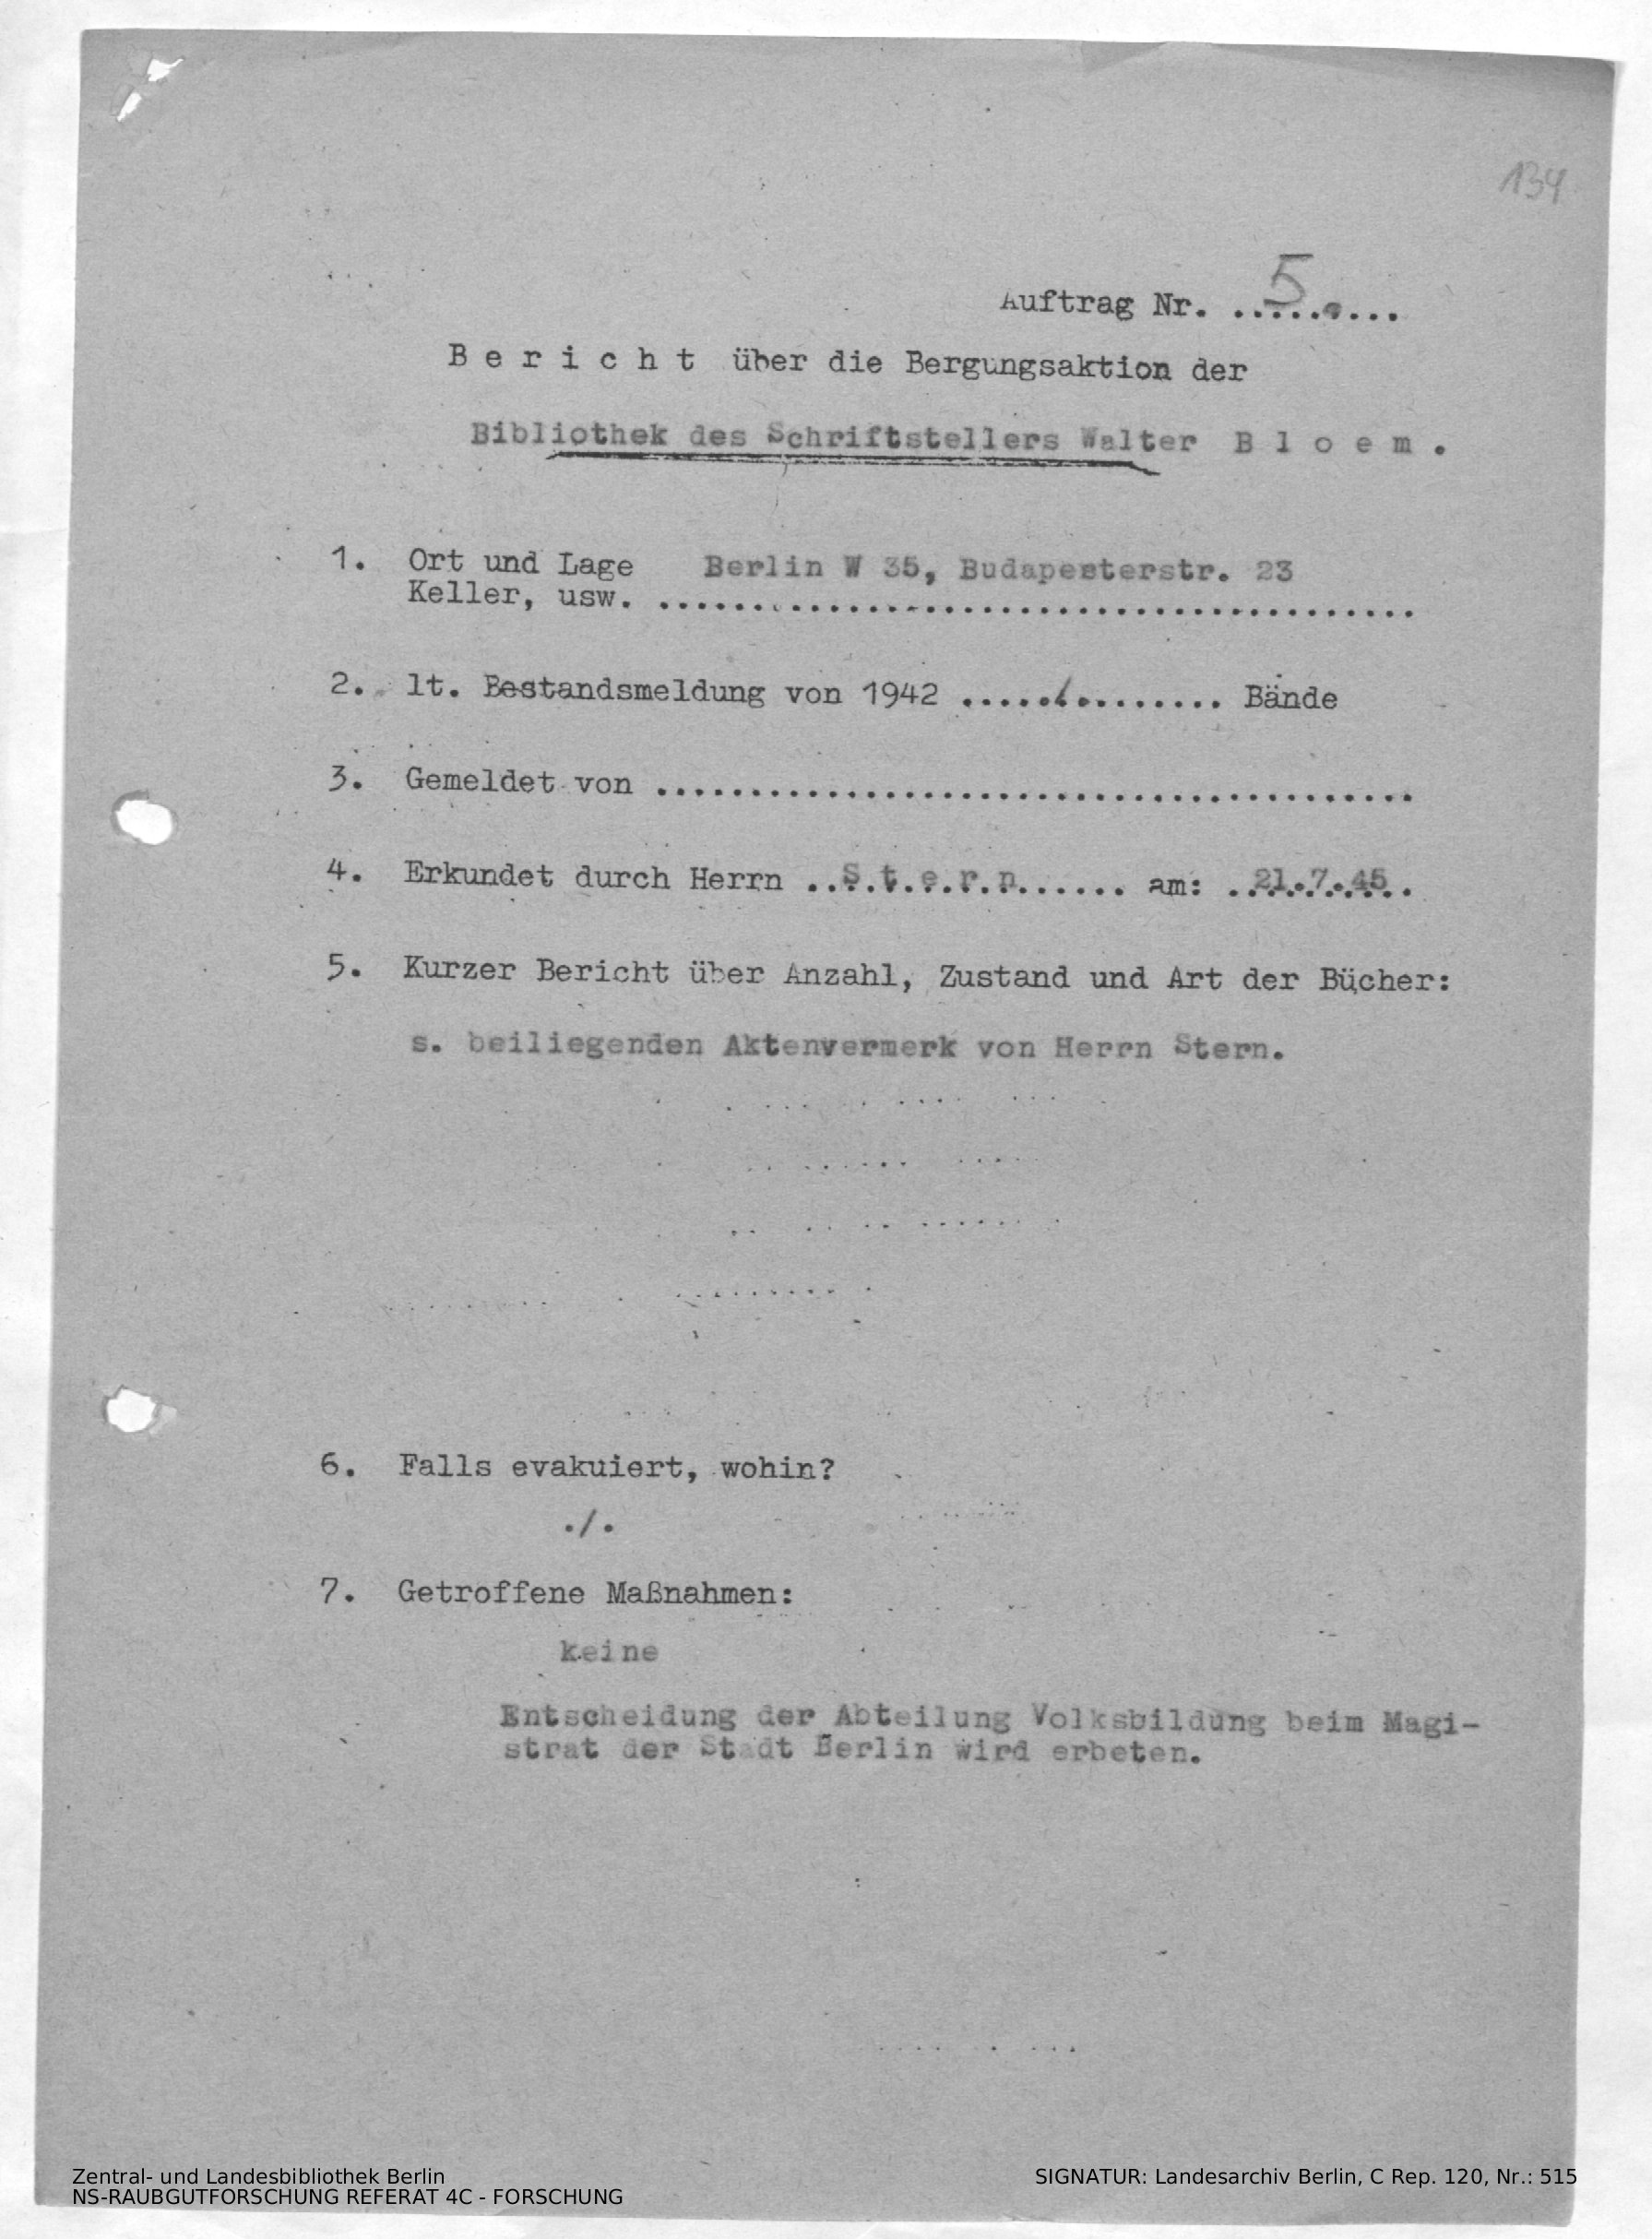 134
Auftrag Nr. ....5.....
B e r i c h t über die Bergungsaktion der
Bibliothek des Schriftstellers Walter B l o e m .
1. Ort und Lage Berlin W 35, Budapesterstr. 23
Keller, usw. ........................................
2. lt. Bestandsmeldung von 1942 ...../........ Bände
3. Gemeldet von ........................................
4. Erkundet durch Herrn ..S.t.e.r.n...... am: ..21.7.45..
5. Kurzer Bericht über Anzahl, Zustand und Art der Bücher:
s. beiliegenden Aktenvermerk von Herrn Stern.
6. Falls evakuiert, wohin?
./.
7. Getroffene Maßnahmen:
keine
Entscheidung der Abteilung Volksbildung beim Magi-
strat der Stadt Berlin wird erbeten.
Zentral- und Landesbibliothek Berlin
NS-RAUBGUTFORSCHUNG REFERAT 4C - FORSCHUNG
SIGNATUR: Landesarchiv Berlin, C Rep. 120, Nr.: 515